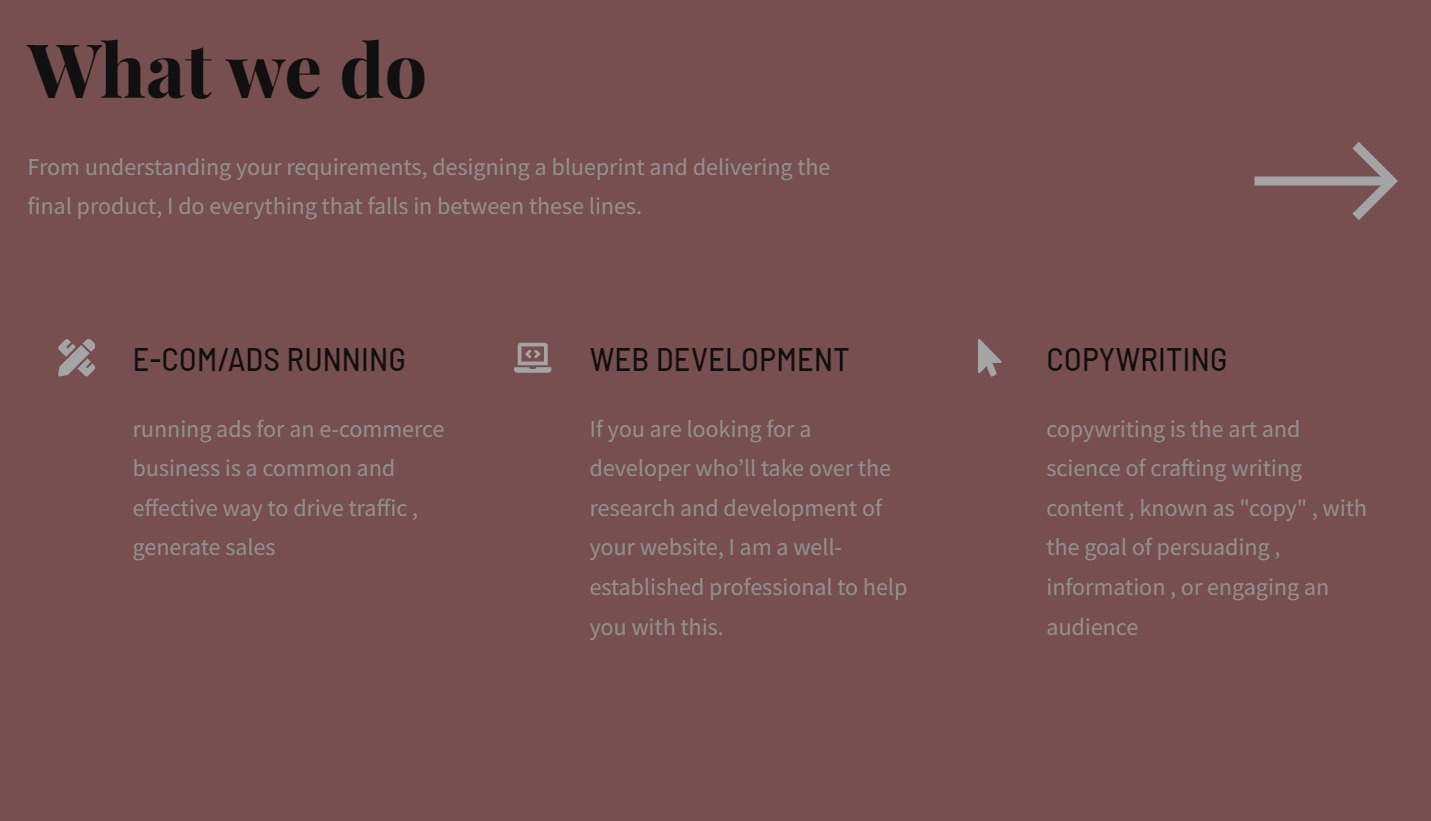 What we do
From understanding your requirements, designing a blueprint and delivering the
final product, I do everything that falls in between these lines.
E-COM/ADS RUNNING
running ads for an e-commerce
business is a common and
effective way to drive traffic ,
generate sales
WEB DEVELOPMENT
If you are looking for a
developer who’ll take over the
research and development of
your website, I am a well-
established professional to help
you with this.
COPYWRITING
copywriting is the art and
science of crafting writing
content , known as "copy" , with
the goal of persuading ,
information , or engaging an
audience